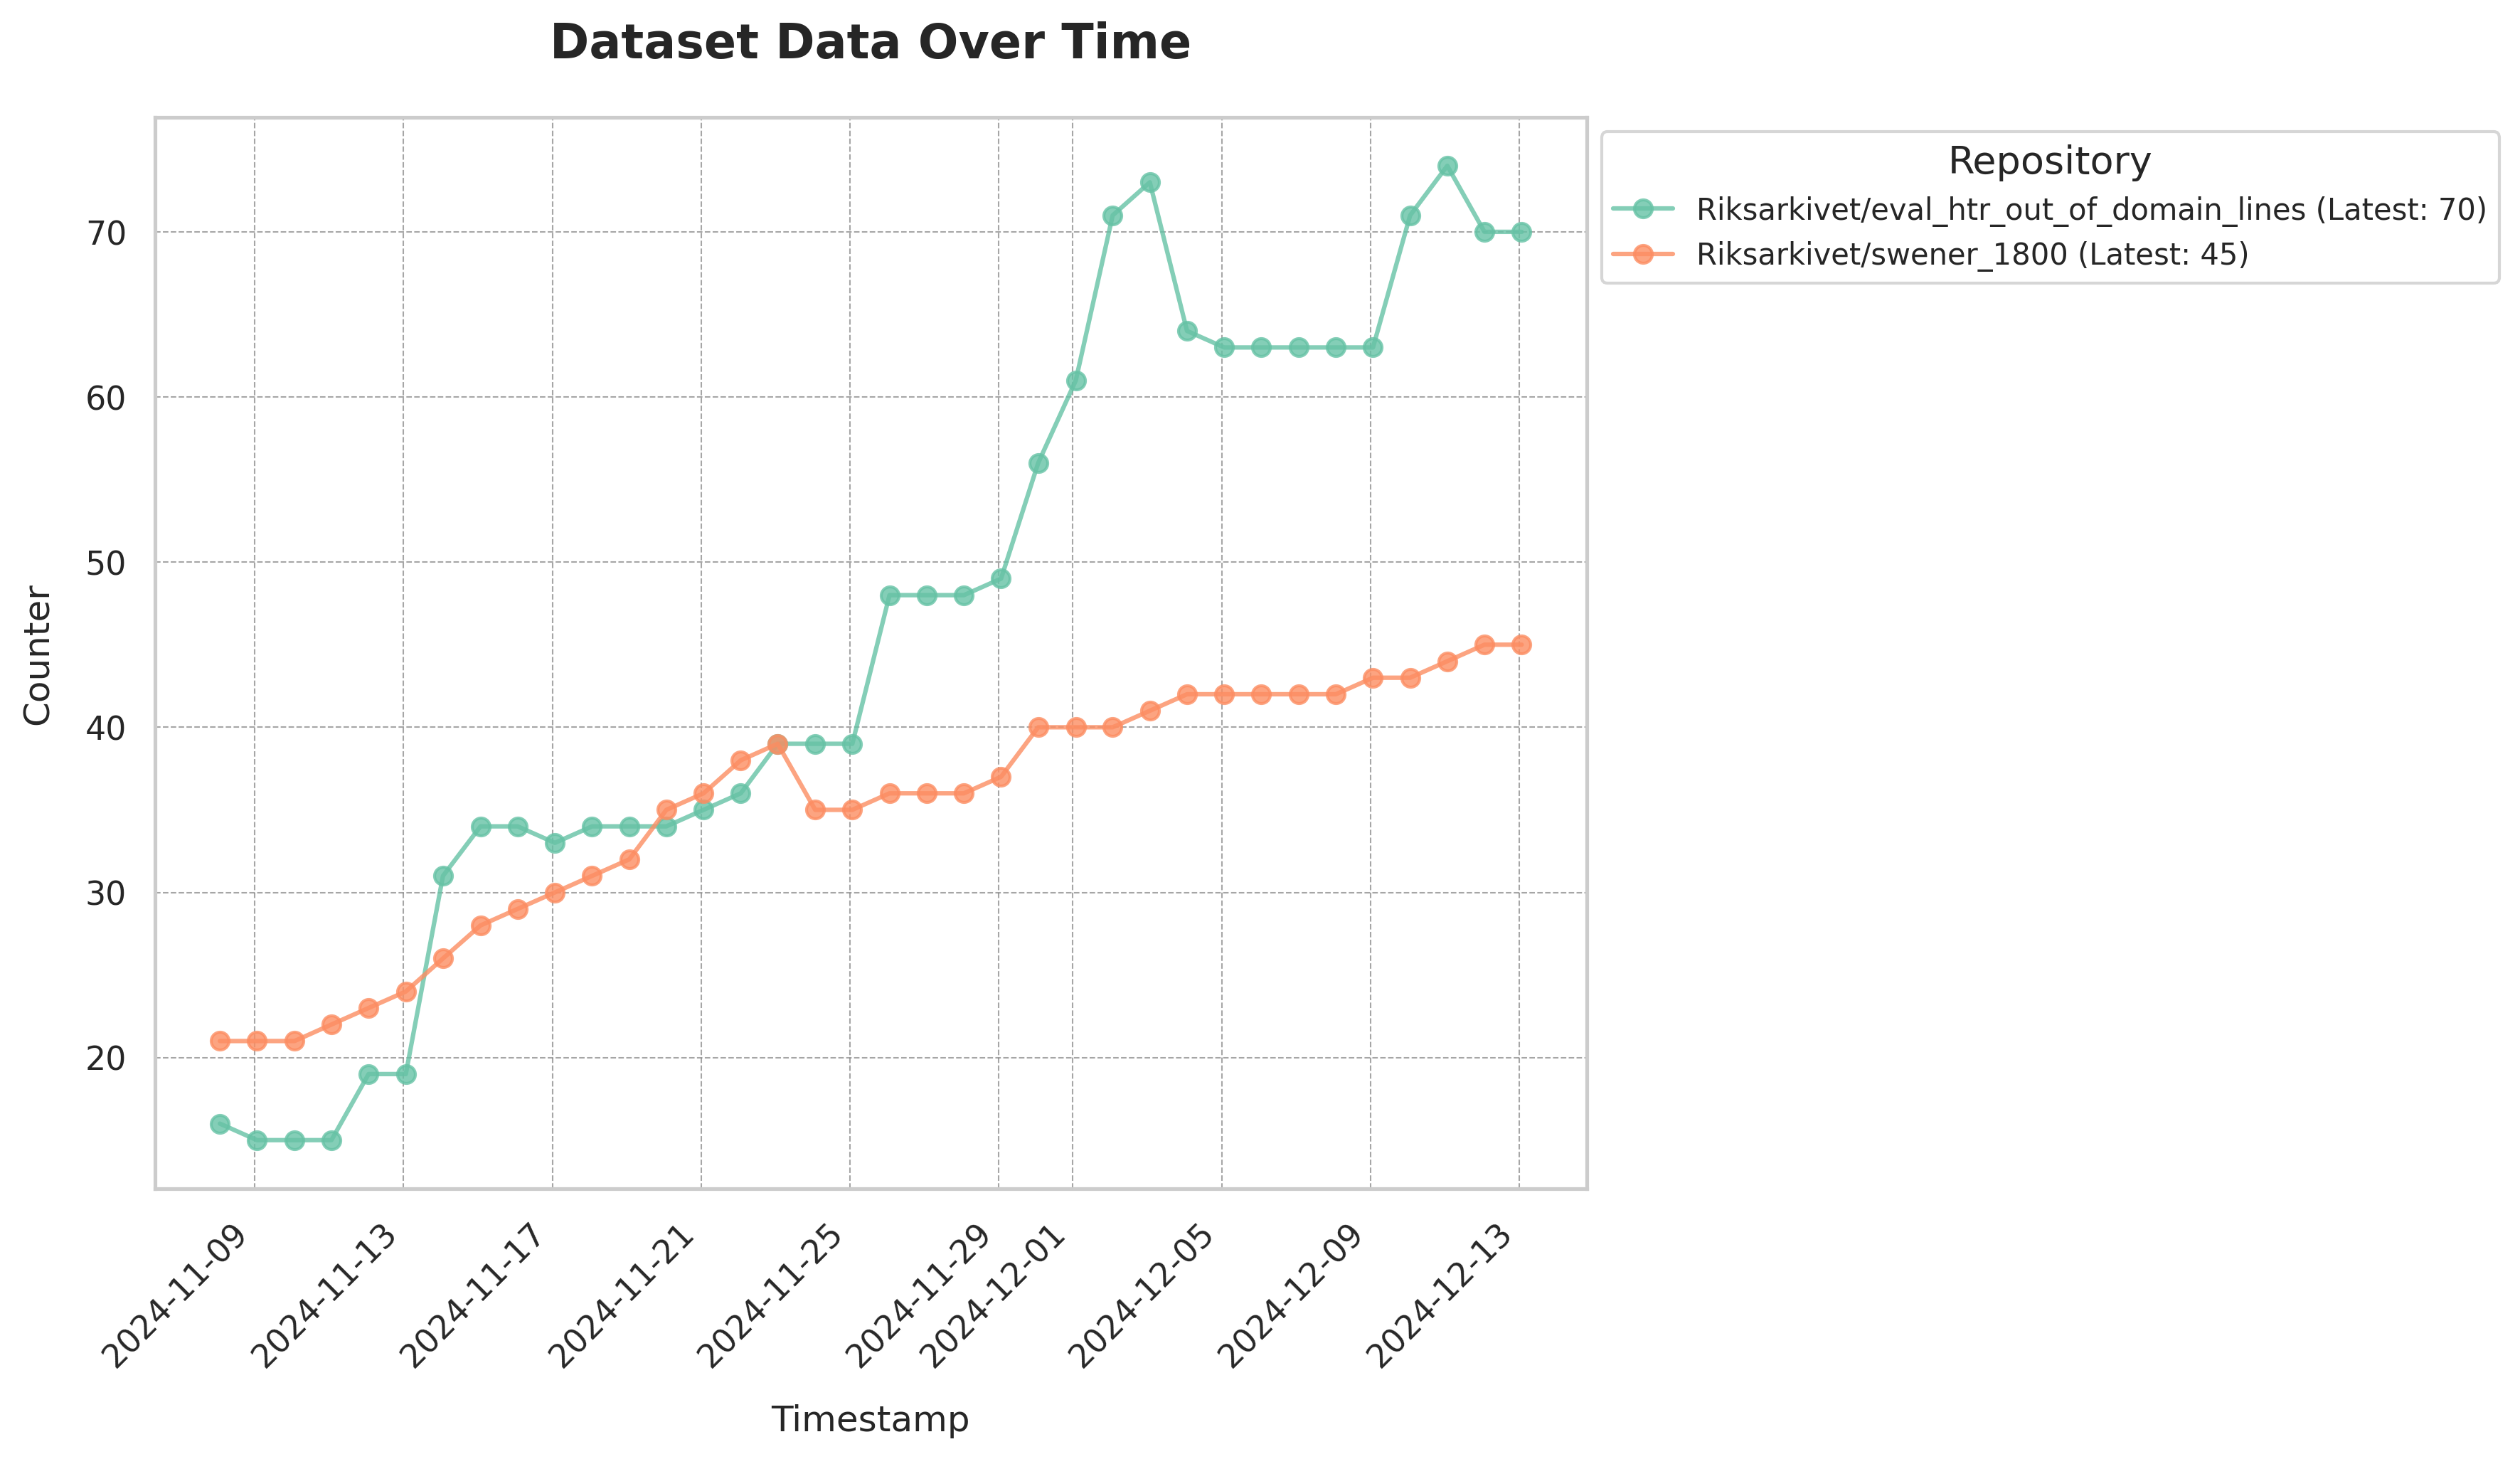 Dataset Data Over Time
Repository
Riksarkivet/eval_htr_out_of_domain_lines (Latest: 70)
Riksarkivet/swener_1800 (Latest: 45)
Counter
70
60
50
40
30
20
2024-11-09
2024-11-13
2024-11-17
2024-11-21
2024-11-25
2024-11-29
2024-12-01
2024-12-05
2024-12-09
2024-12-13
Timestamp